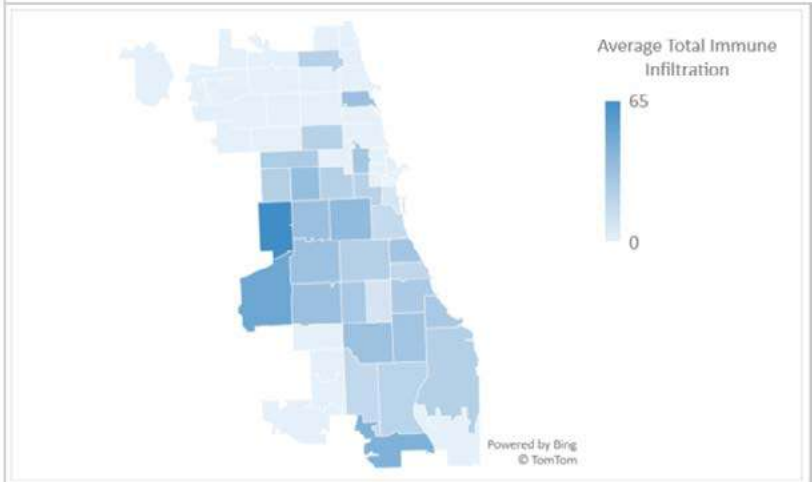 Average Total Immune
Infiltration
65
0
Powered by Bing
© TomTom